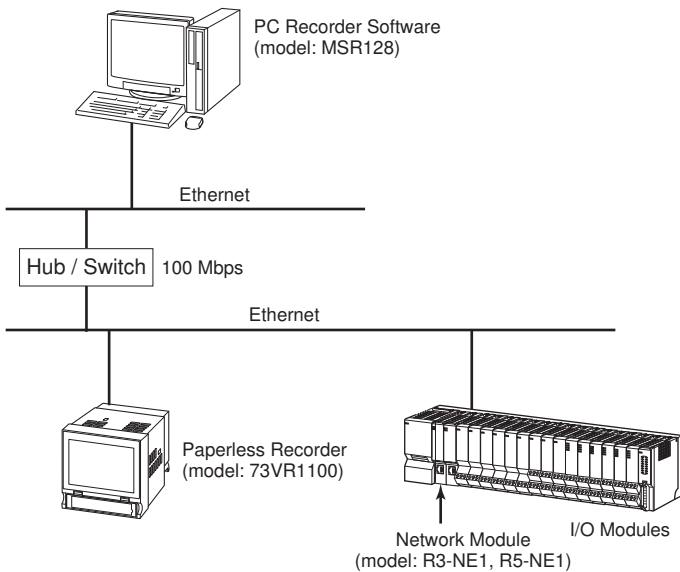 PC Recorder Software
(model: MSR128)
Ethernet
Hub / Switch
100 Mbps
Ethernet
Paperless Recorder
(model: 73VR1100)
I/O Modules
Network Module
(model: R3-NE1, R5-NE1)